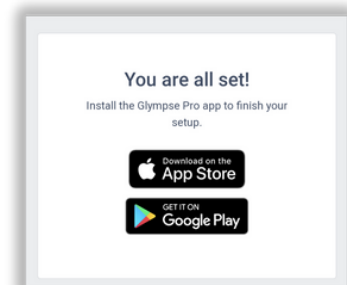 You are all set!
Install the Glympse Pro app to finish your
setup.
Download on the
App Store
GET IT ON
Google Play